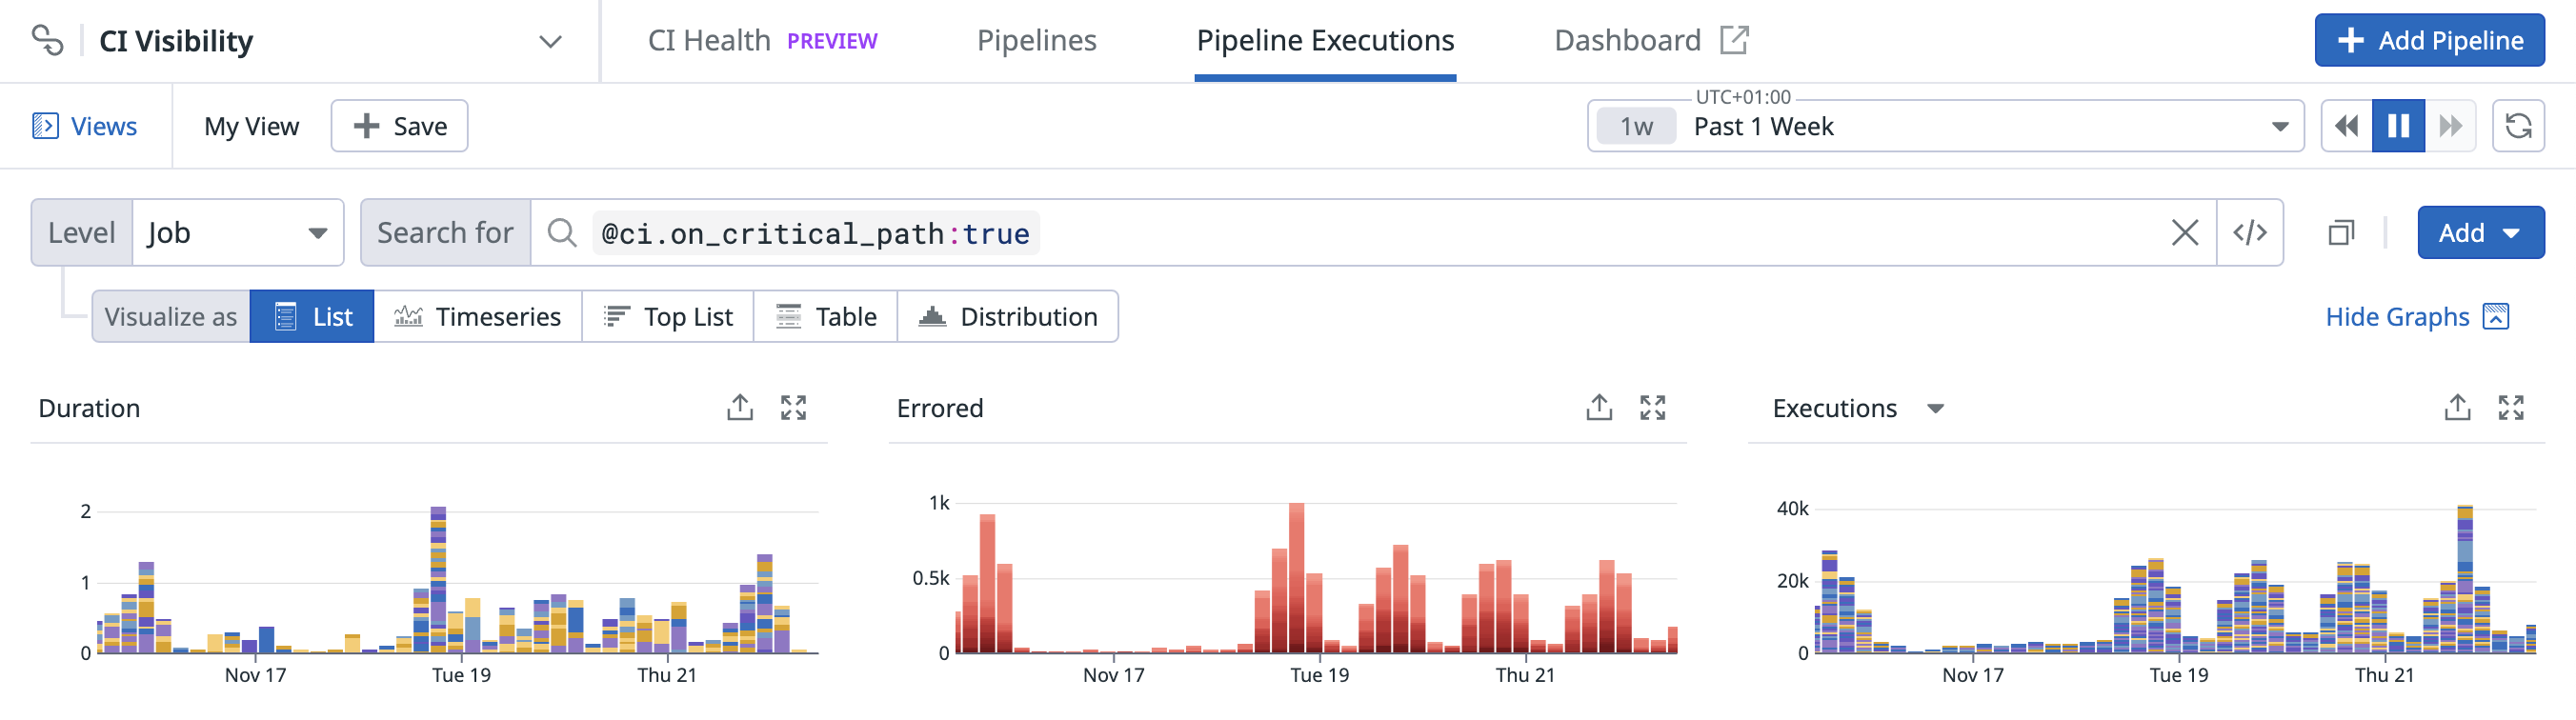 CI Visibility
CI Health PREVIEW
Pipelines
Pipeline Executions
Dashboard
Add Pipeline
Views
My View
Save
UTC+01:00
1w Past 1 Week
Level Job
Search for @ci.on_critical_path:true
Add
Visualize as List Timeseries Top List Table Distribution
Hide Graphs
Duration
2
1
0
Nov 17 Tue 19 Thu 21
Errored
1k
0.5k
0
Nov 17 Tue 19 Thu 21
Executions
40k
20k
0
Nov 17 Tue 19 Thu 21